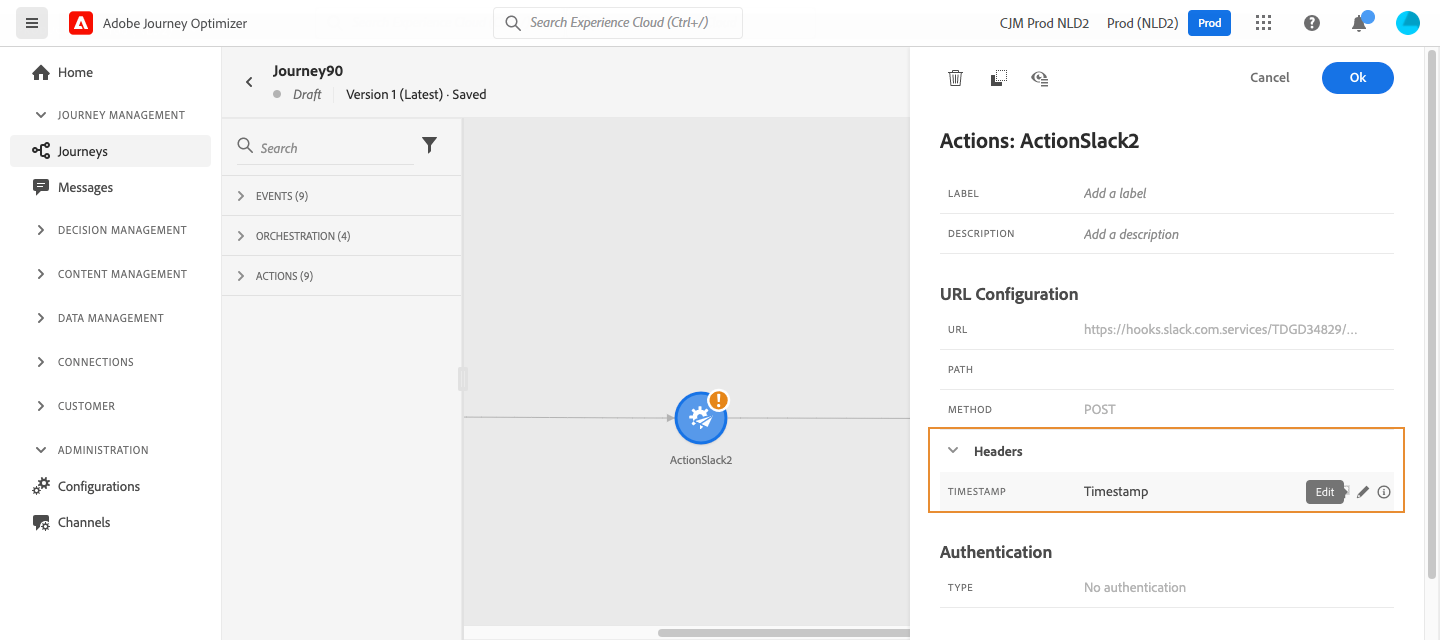 Adobe Journey Optimizer
Search Experience Cloud (Ctrl+/)
CJM Prod NLD2
Prod (NLD2)
Prod
Home
JOURNEY MANAGEMENT
Journeys
Messages
DECISION MANAGEMENT
CONTENT MANAGEMENT
DATA MANAGEMENT
CONNECTIONS
CUSTOMER
ADMINISTRATION
Configurations
Channels
Journey90
Draft
Version 1 (Latest) · Saved
Search
EVENTS (9)
ORCHESTRATION (4)
ACTIONS (9)
ActionSlack2
Cancel
Ok
Actions: ActionSlack2
LABEL
Add a label
DESCRIPTION
Add a description
URL Configuration
URL
https://hooks.slack.com.services/TDGD34829/...
PATH
METHOD
POST
Headers
TIMESTAMP
Timestamp
Edit
Authentication
TYPE
No authentication